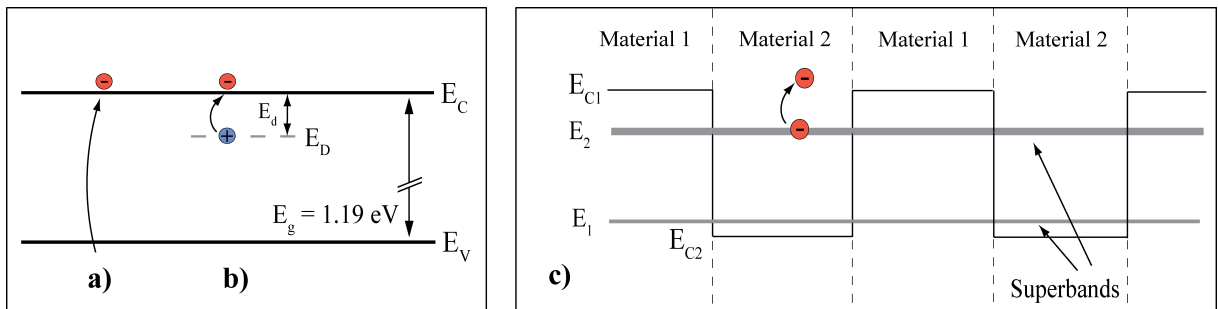 E_C
E_d
E_D
E_g = 1.19 eV
E_V
a)
b)
Material 1 Material 2 Material 1 Material 2
E_C1
E_2
E_1
E_C2
c)
Superbands